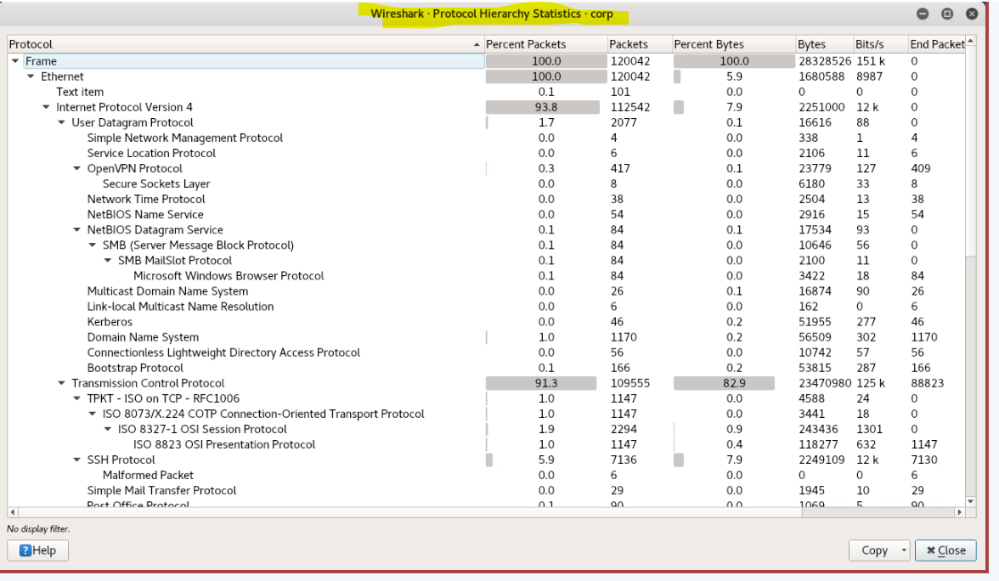 Wireshark · Protocol Hierarchy Statistics · corp
Protocol Percent Packets Packets Percent Bytes Bytes Bits/s End Packet
Frame 100.0 120042 100.0 28328526 151 k 0
Ethernet 100.0 120042 5.9 1680588 8987 0
Text item 0.1 101 0.0 0 0 0
Internet Protocol Version 4 93.8 112542 7.9 2251000 12 k 0
User Datagram Protocol 1.7 2077 0.1 16616 88 0
Simple Network Management Protocol 0.0 4 0.0 338 1 4
Service Location Protocol 0.0 6 0.0 2106 11 6
OpenVPN Protocol 0.3 417 0.1 23779 127 409
Secure Sockets Layer 0.0 8 0.0 6180 33 8
Network Time Protocol 0.0 38 0.0 2504 13 38
NetBIOS Name Service 0.0 54 0.0 2916 15 54
NetBIOS Datagram Service 0.1 84 0.1 17534 93 0
SMB (Server Message Block Protocol) 0.1 84 0.0 10646 56 0
SMB MailSlot Protocol 0.1 84 0.0 2100 11 0
Microsoft Windows Browser Protocol 0.1 84 0.0 3422 18 84
Multicast Domain Name System 0.0 26 0.1 16874 90 26
Link-local Multicast Name Resolution 0.0 6 0.0 162 0 6
Kerberos 0.0 46 0.2 51955 277 46
Domain Name System 1.0 1170 0.2 56509 302 1170
Connectionless Lightweight Directory Access Protocol 0.0 56 0.0 10742 57 56
Bootstrap Protocol 0.1 166 0.2 53815 287 166
Transmission Control Protocol 91.3 109555 82.9 23470980 125 k 88823
TPKT - ISO on TCP - RFC1006 1.0 1147 0.0 4588 24 0
ISO 8073/X.224 COTP Connection-Oriented Transport Protocol 1.0 1147 0.0 3441 18 0
ISO 8327-1 OSI Session Protocol 1.9 2294 0.9 243436 1301 0
ISO 8823 OSI Presentation Protocol 1.0 1147 0.4 118277 632 1147
SSH Protocol 5.9 7136 7.9 2249109 12 k 7130
Malformed Packet 0.0 6 0.0 0 0 6
Simple Mail Transfer Protocol 0.0 29 0.0 1945 10 29
Post Office Protocol 0.1 90 0.0 1069 5 90
No display filter.
?Help Copy Close